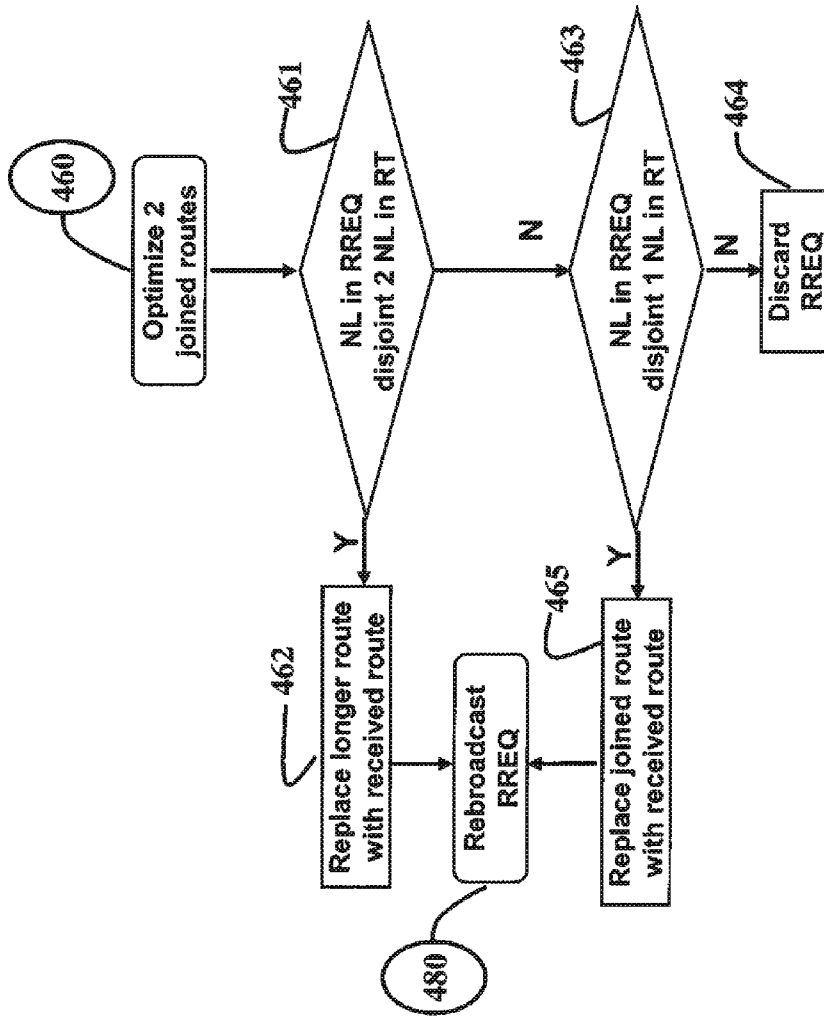 460
Optimize 2
joined routes
461
NL in RREQ
disjoint 2 NL in RT
Y
N
462
Replace longer route
with received route
480
Rebroadcast
RREQ
463
NL in RREQ
disjoint 1 NL in RT
Y
N
465
Replace joined route
with received route
464
Discard
RREQ